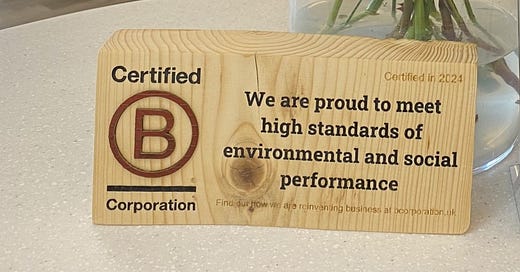 Certified
B
Corporation
Certified in 2024
We are proud to meet
high standards of
environmental and social
performance
Find out how we are reinventing business at bcorporation.uk